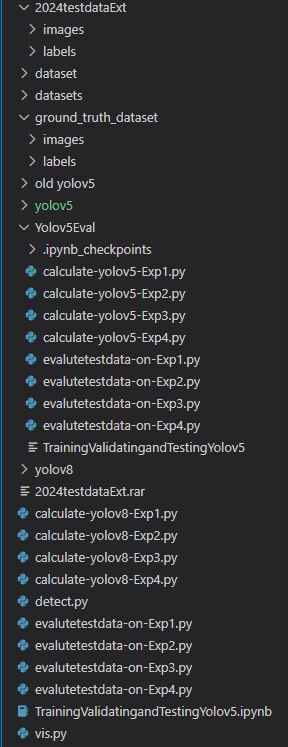 2024testdataExt
images
labels
dataset
datasets
ground_truth_dataset
images
labels
old yolov5
yolov5
Yolov5Eval
.ipynb_checkpoints
calculate-yolov5-Exp1.py
calculate-yolov5-Exp2.py
calculate-yolov5-Exp3.py
calculate-yolov5-Exp4.py
evalutetestdata-on-Exp1.py
evalutetestdata-on-Exp2.py
evalutetestdata-on-Exp3.py
evalutetestdata-on-Exp4.py
TrainingValidatingandTestingYolov5
yolov8
2024testdataExt.rar
calculate-yolov8-Exp1.py
calculate-yolov8-Exp2.py
calculate-yolov8-Exp3.py
calculate-yolov8-Exp4.py
detect.py
evalutetestdata-on-Exp1.py
evalutetestdata-on-Exp2.py
evalutetestdata-on-Exp3.py
evalutetestdata-on-Exp4.py
TrainingValidatingandTestingYolov5.ipynb
vis.py